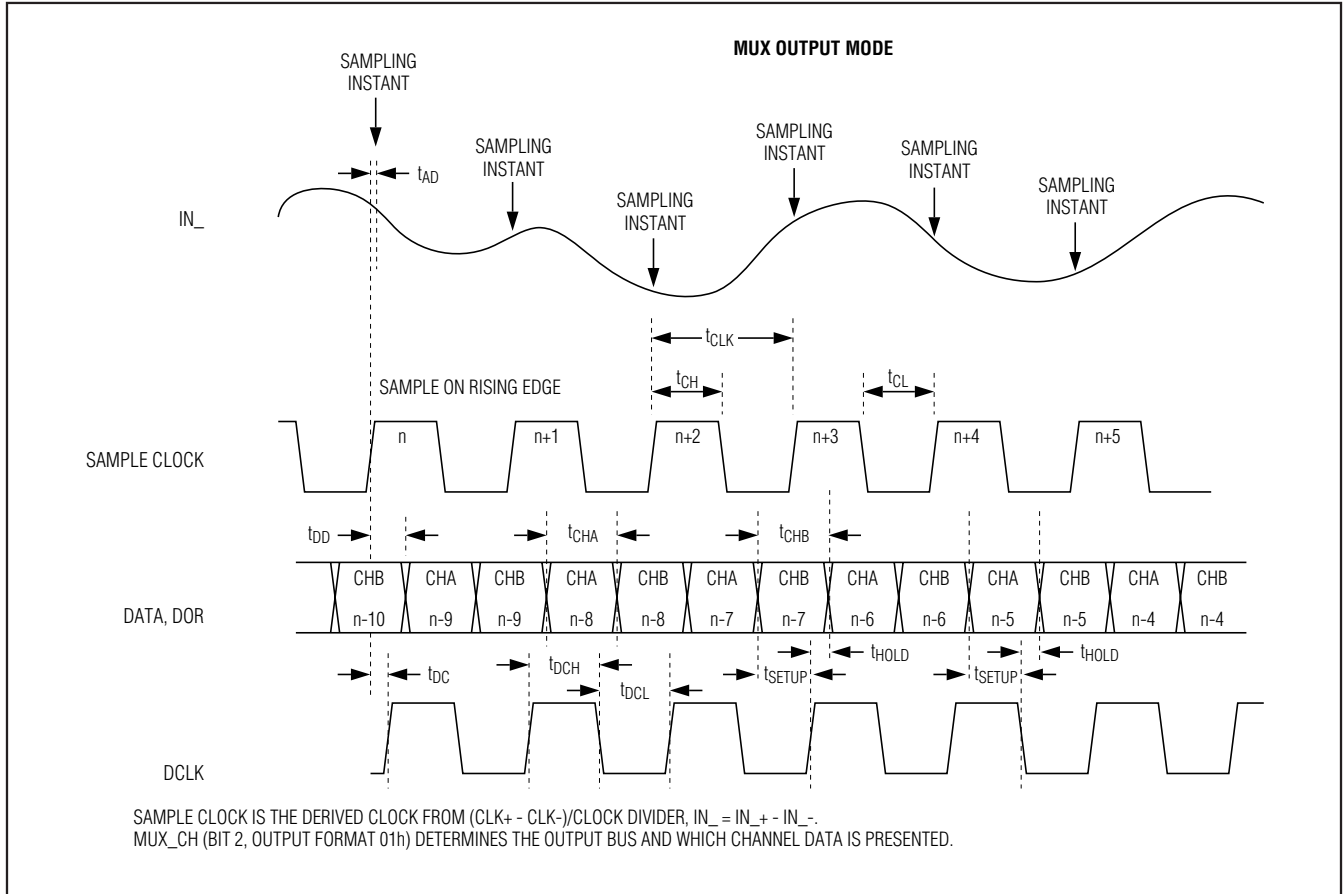 MUX OUTPUT MODE
SAMPLING
INSTANT
SAMPLING
INSTANT
SAMPLING
INSTANT
SAMPLING
INSTANT
SAMPLING
INSTANT
SAMPLING
INSTANT
tAD
IN_
tCLK
tCH
tCL
SAMPLE ON RISING EDGE
n n+1 n+2 n+3 n+4 n+5
SAMPLE CLOCK
tDD tCHA tCHB
CHB CHA CHB CHA CHB CHA CHB CHA CHB CHA CHB CHA CHB
DATA, DOR
n-10 n-9 n-9 n-8 n-8 n-7 n-7 n-6 n-6 n-5 n-5 n-4 n-4
tDC tDCH tDCL tSETUP tHOLD tSETUP tHOLD
DCLK
SAMPLE CLOCK IS THE DERIVED CLOCK FROM (CLK+ - CLK-)/CLOCK DIVIDER, IN_ = IN_+ - IN_-.
MUX_CH (BIT 2, OUTPUT FORMAT 01h) DETERMINES THE OUTPUT BUS AND WHICH CHANNEL DATA IS PRESENTED.